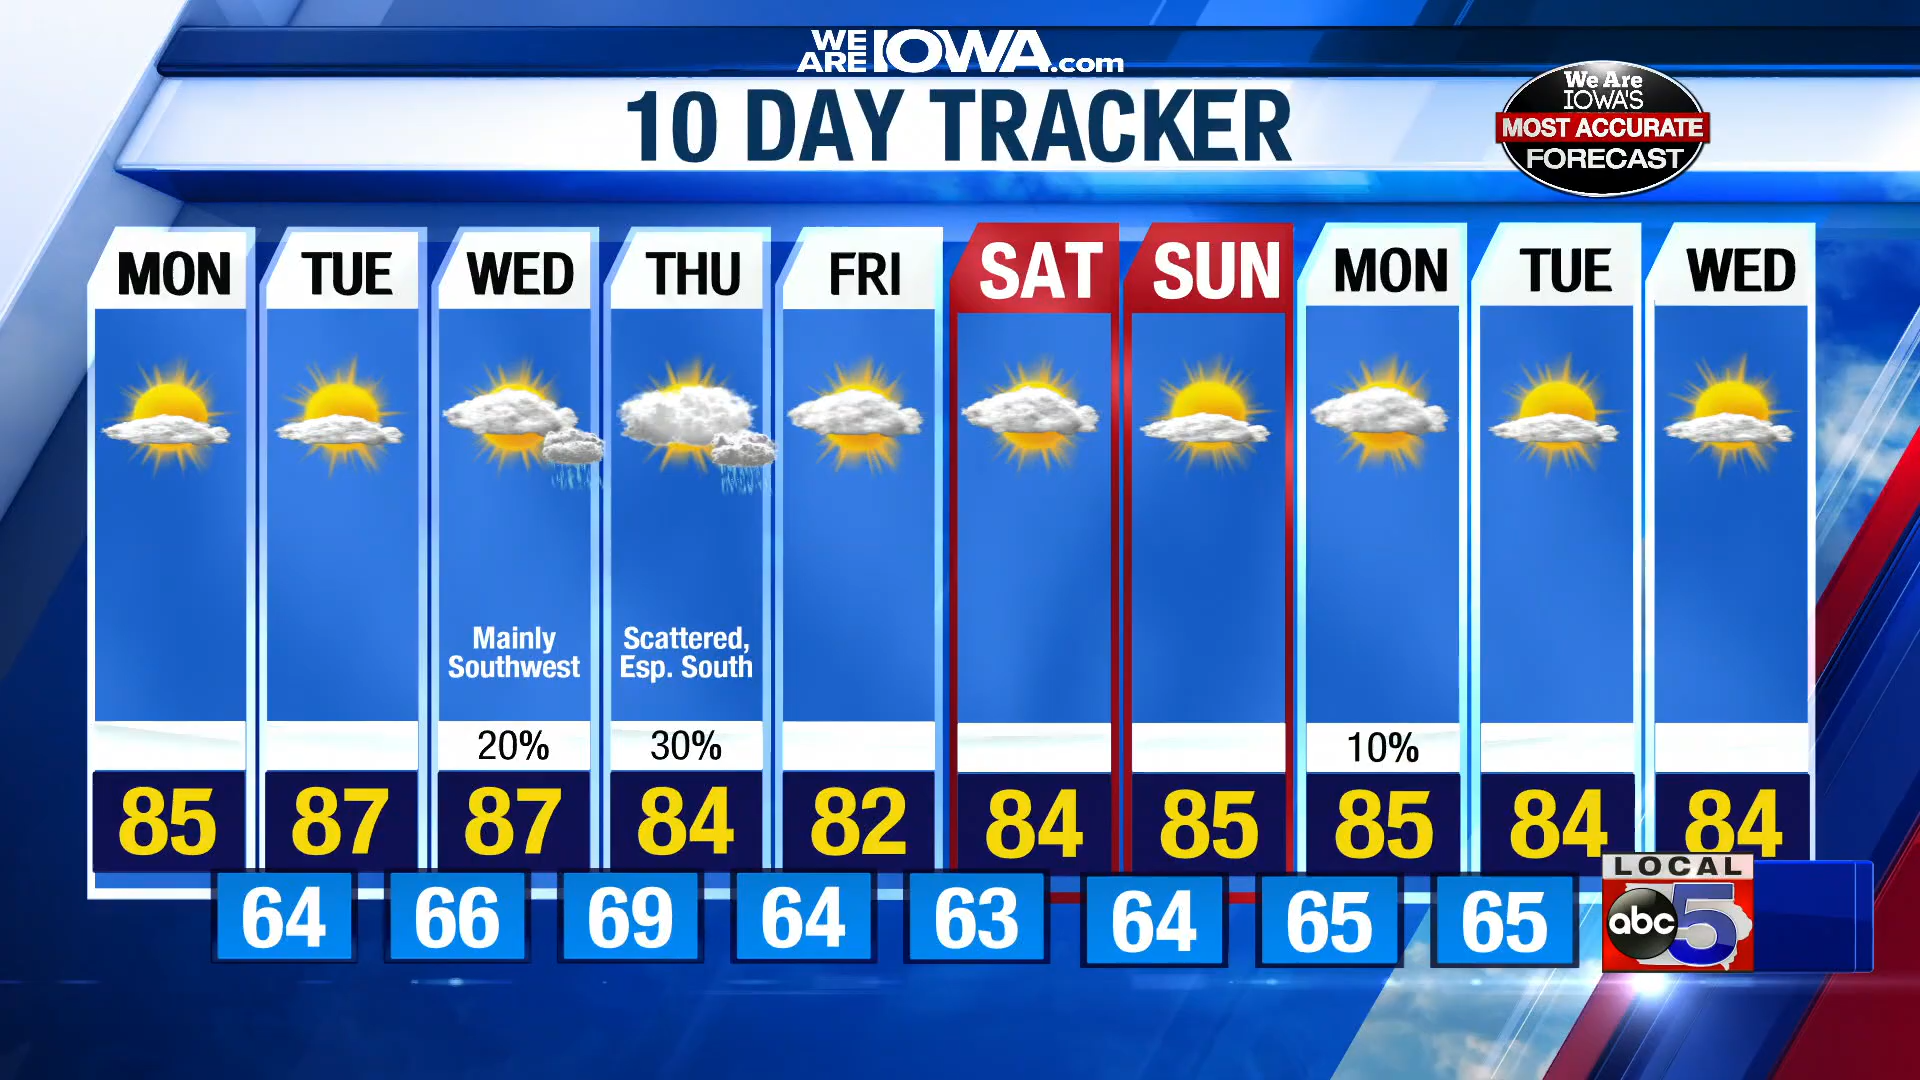 WE ARE IOWA.com
10 DAY TRACKER
We Are
IOWA'S
MOST ACCURATE
FORECAST
MON TUE WED THU FRI SAT SUN MON TUE WED
Mainly
Southwest
Scattered,
Esp. South
20% 30% 10%
85 87 87 84 82 84 85 85 84 84
64 66 69 64 63 64 65 65
LOCAL
abc 5